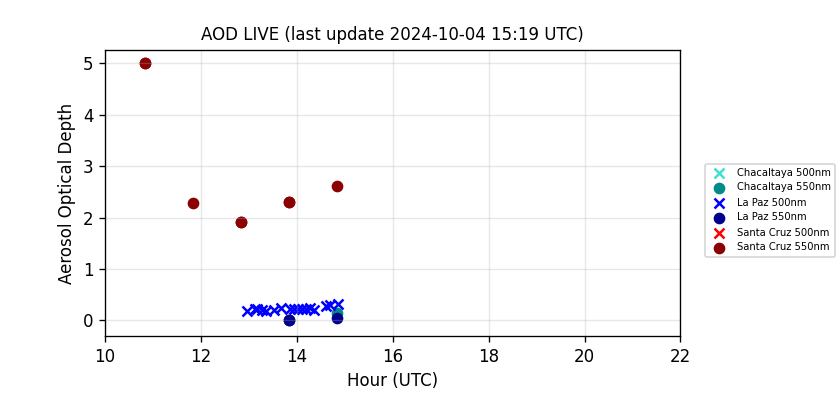 AOD LIVE (last update 2024-10-04 15:19 UTC)
Aerosol Optical Depth
5
4
3
2
1
0
10 12 14 16 18 20 22
Hour (UTC)
Chacaltaya 500nm
Chacaltaya 550nm
La Paz 500nm
La Paz 550nm
Santa Cruz 500nm
Santa Cruz 550nm